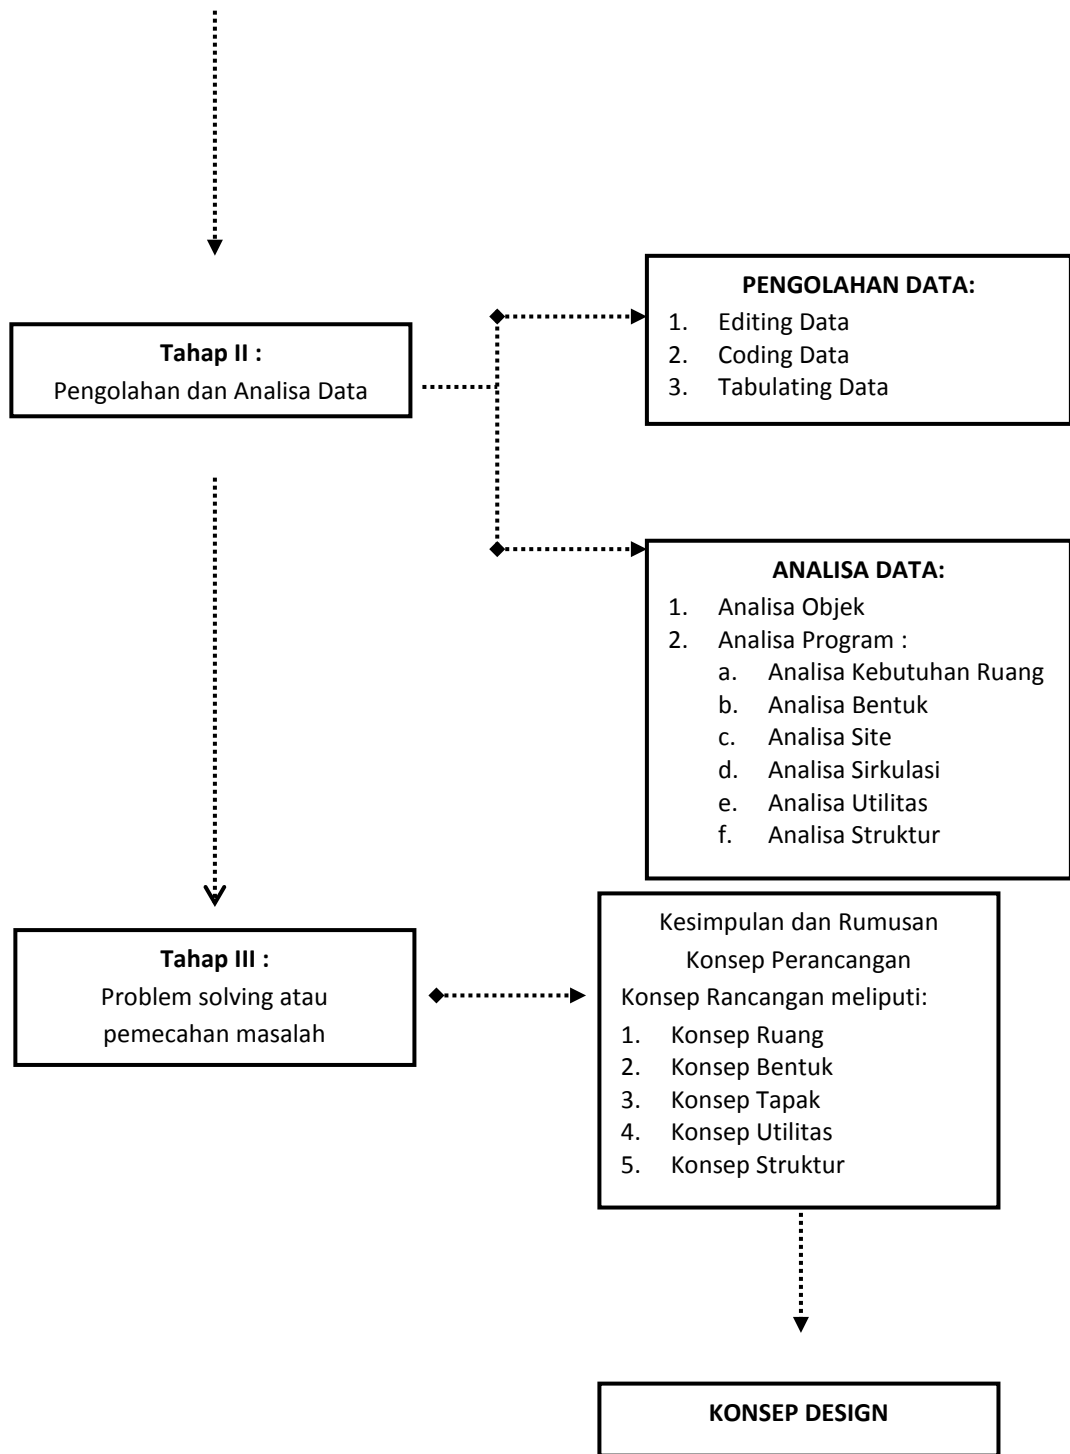 PENGOLAHAN DATA:
1. Editing Data
2. Coding Data
3. Tabulating Data
Tahap II :
Pengolahan dan Analisa Data
ANALISA DATA:
1. Analisa Objek
2. Analisa Program :
a. Analisa Kebutuhan Ruang
b. Analisa Bentuk
c. Analisa Site
d. Analisa Sirkulasi
e. Analisa Utilitas
f. Analisa Struktur
Tahap III :
Problem solving atau
pemecahan masalah
Kesimpulan dan Rumusan
Konsep Perancangan
Konsep Rancangan meliputi:
1. Konsep Ruang
2. Konsep Bentuk
3. Konsep Tapak
4. Konsep Utilitas
5. Konsep Struktur
KONSEP DESIGN